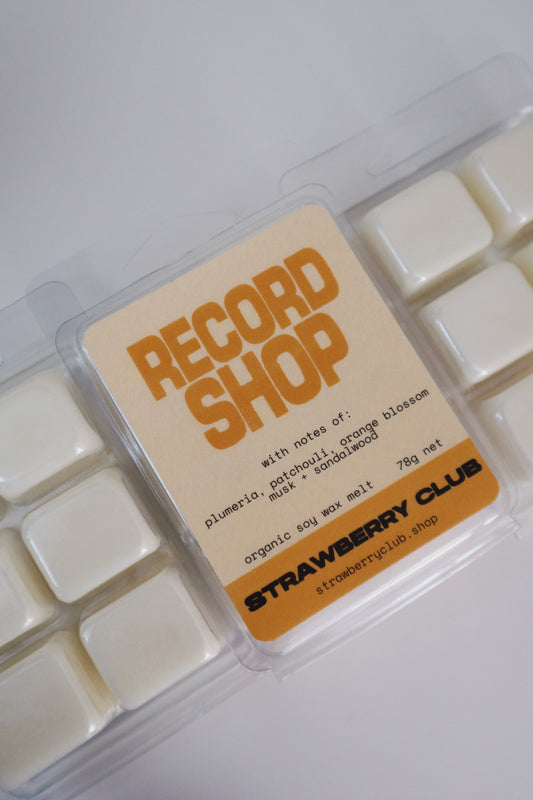 RECORD
SHOP
with notes of:
plumeria, patchouli, orange blossom
musk + sandalwood
organic soy wax melt 78g net
STRAWBERRY CLUB
strawberryclub.shop